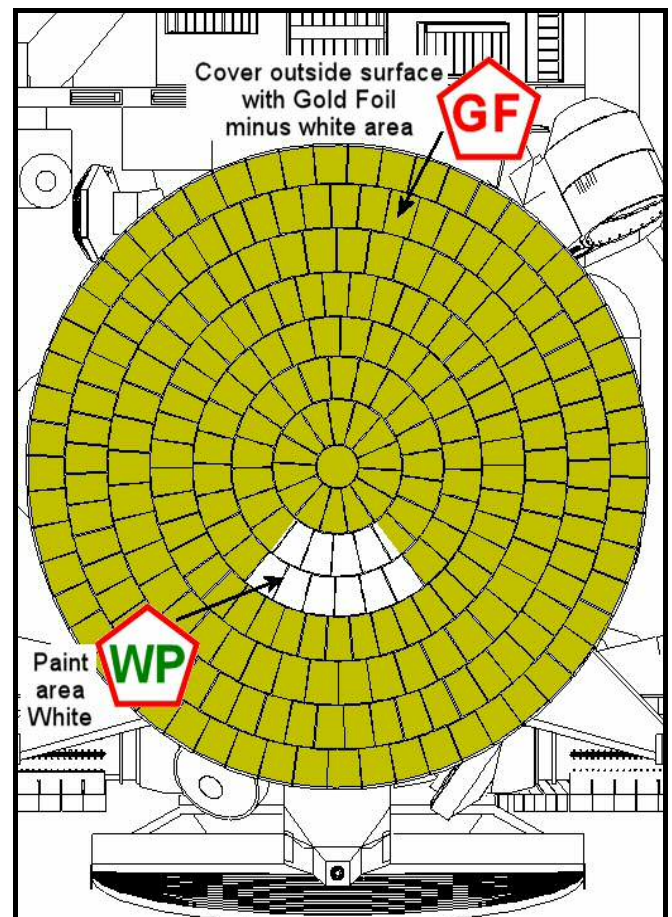 Cover outside surface
with Gold Foil
minus white area
GF
WP
Paint
area
White